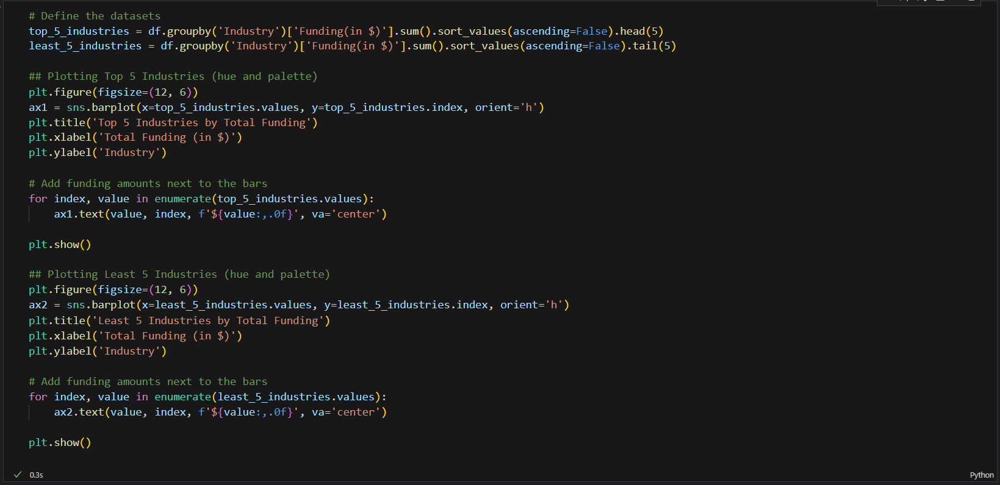 # Define the datasets
top_5_industries = df.groupby('Industry')['Funding(in $)'].sum().sort_values(ascending=False).head(5)
least_5_industries = df.groupby('Industry')['Funding(in $)'].sum().sort_values(ascending=False).tail(5)
## Plotting Top 5 Industries (hue and palette)
plt.figure(figsize=(12, 6))
ax1 = sns.barplot(x=top_5_industries.values, y=top_5_industries.index, orient='h')
plt.title('Top 5 Industries by Total Funding')
plt.xlabel('Total Funding (in $)')
plt.ylabel('Industry')
# Add funding amounts next to the bars
for index, value in enumerate(top_5_industries.values):
    ax1.text(value, index, f'${value:,.0f}', va='center')
plt.show()
## Plotting Least 5 Industries (hue and palette)
plt.figure(figsize=(12, 6))
ax2 = sns.barplot(x=least_5_industries.values, y=least_5_industries.index, orient='h')
plt.title('Least 5 Industries by Total Funding')
plt.xlabel('Total Funding (in $)')
plt.ylabel('Industry')
# Add funding amounts next to the bars
for index, value in enumerate(least_5_industries.values):
    ax2.text(value, index, f'${value:,.0f}', va='center')
plt.show()
0.3s
Python